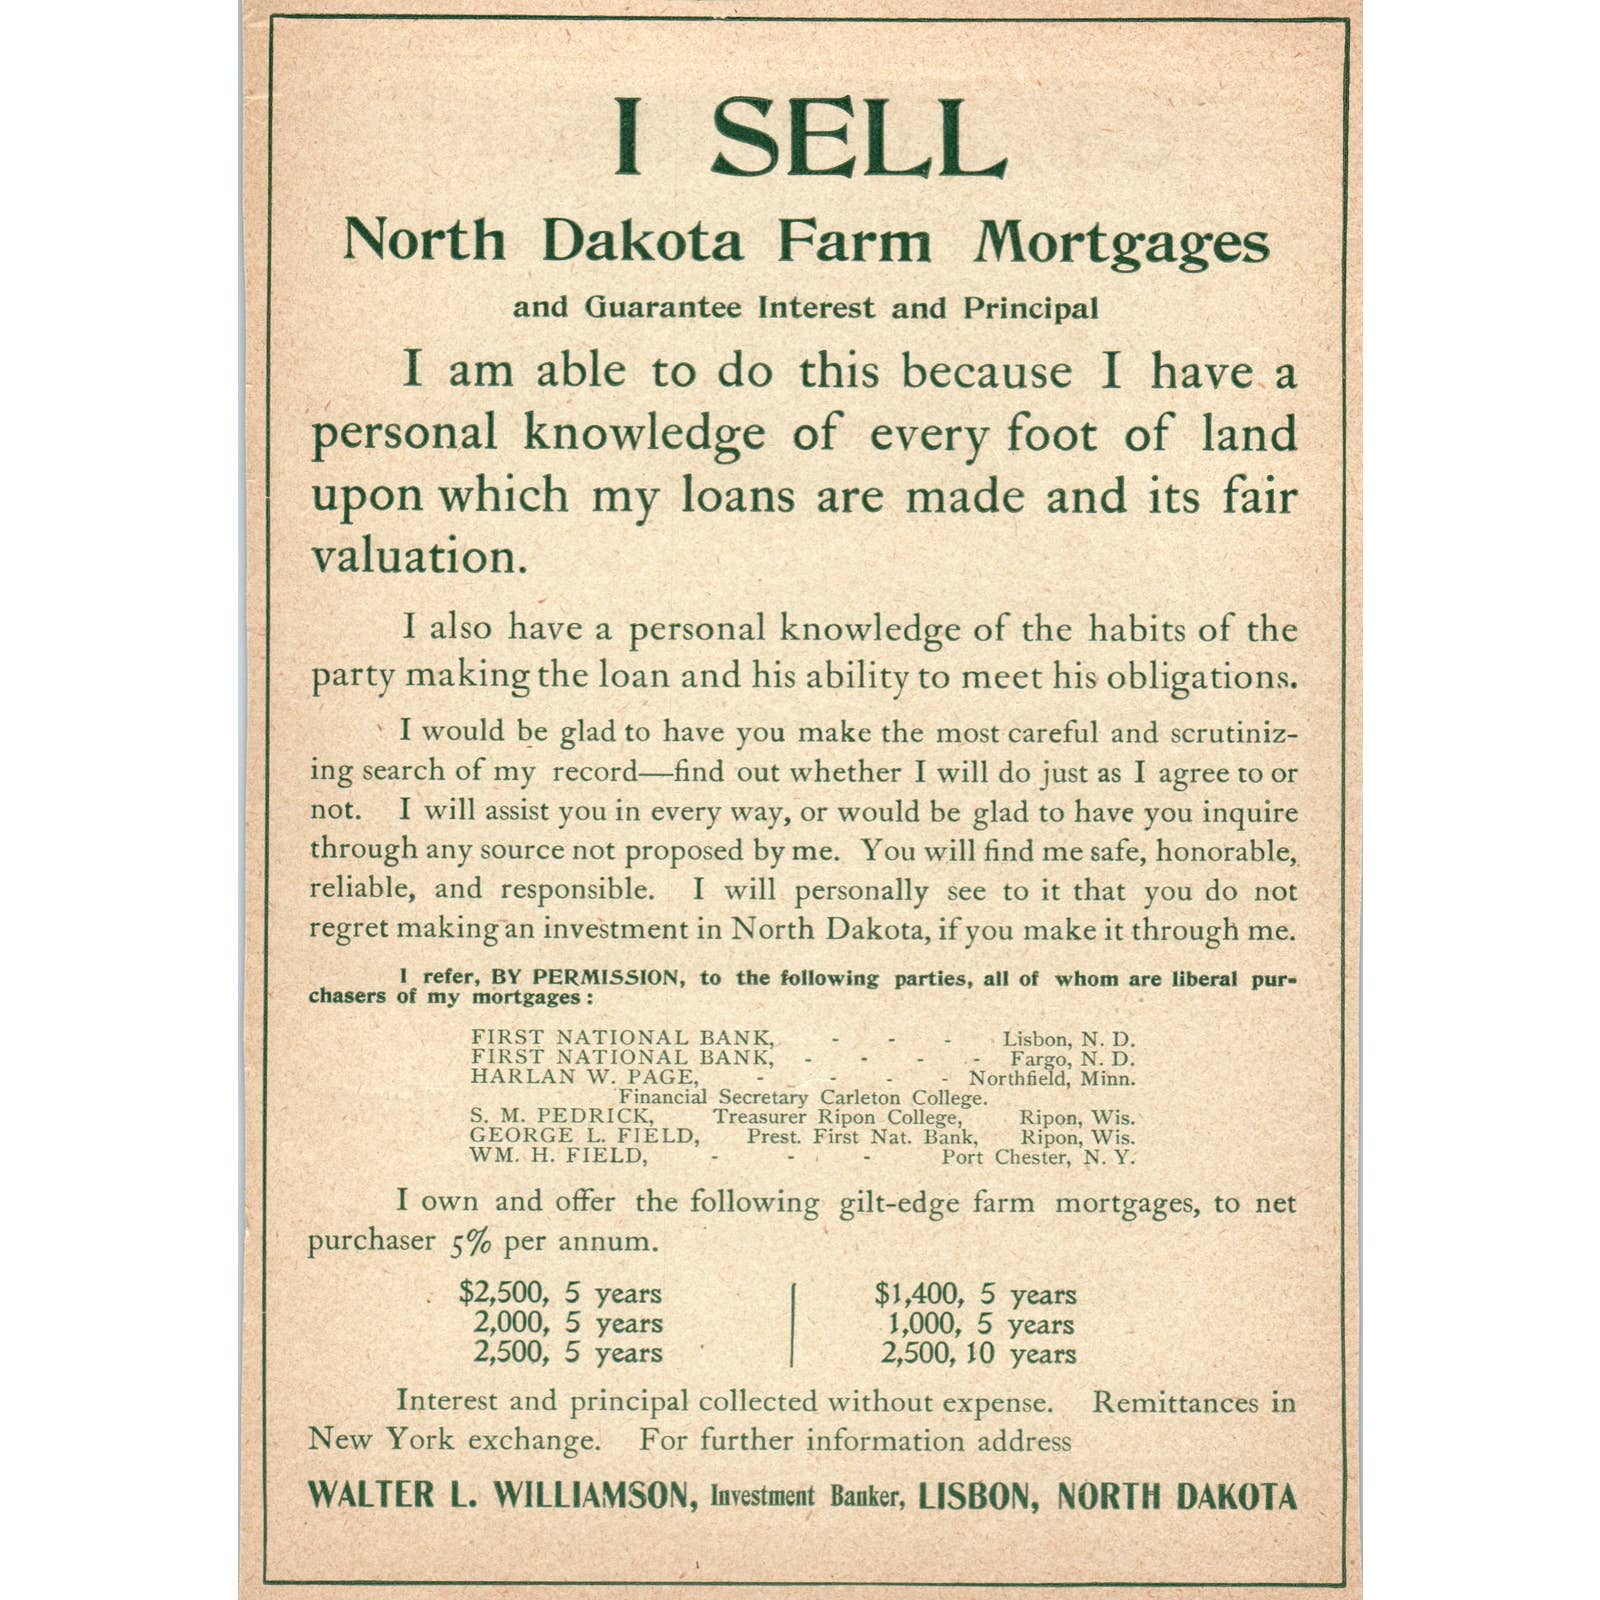 I SELL
North Dakota Farm Mortgages
and Guarantee Interest and Principal
I am able to do this because I have a
personal knowledge of every foot of land
upon which my loans are made and its fair
valuation.
I also have a personal knowledge of the habits of the
party making the loan and his ability to meet his obligations.
I would be glad to have you make the most careful and scrutiniz-
ing search of my record—find out whether I will do just as I agree to or
not. I will assist you in every way, or would be glad to have you inquire
through any source not proposed by me. You will find me safe, honorable,
reliable, and responsible. I will personally see to it that you do not
regret making an investment in North Dakota, if you make it through me.
I refer, BY PERMISSION, to the following parties, all of whom are liberal pur-
chasers of my mortgages:
FIRST NATIONAL BANK, - - - Lisbon, N. D.
FIRST NATIONAL BANK, - - - - Fargo, N. D.
HARLAN W. PAGE, - - - - Northfield, Minn.
Financial Secretary Carleton College.
S. M. PEDRICK, Treasurer Ripon College, Ripon, Wis.
GEORGE L. FIELD, Prest. First Nat. Bank, Ripon, Wis.
WM. H. FIELD, - - - Port Chester, N. Y.
I own and offer the following gilt-edge farm mortgages, to net
purchaser 5% per annum.
$2,500, 5 years
2,000, 5 years
2,500, 5 years
$1,400, 5 years
1,000, 5 years
2,500, 10 years
Interest and principal collected without expense. Remittances in
New York exchange. For further information address
WALTER L. WILLIAMSON, Investment Banker, LISBON, NORTH DAKOTA